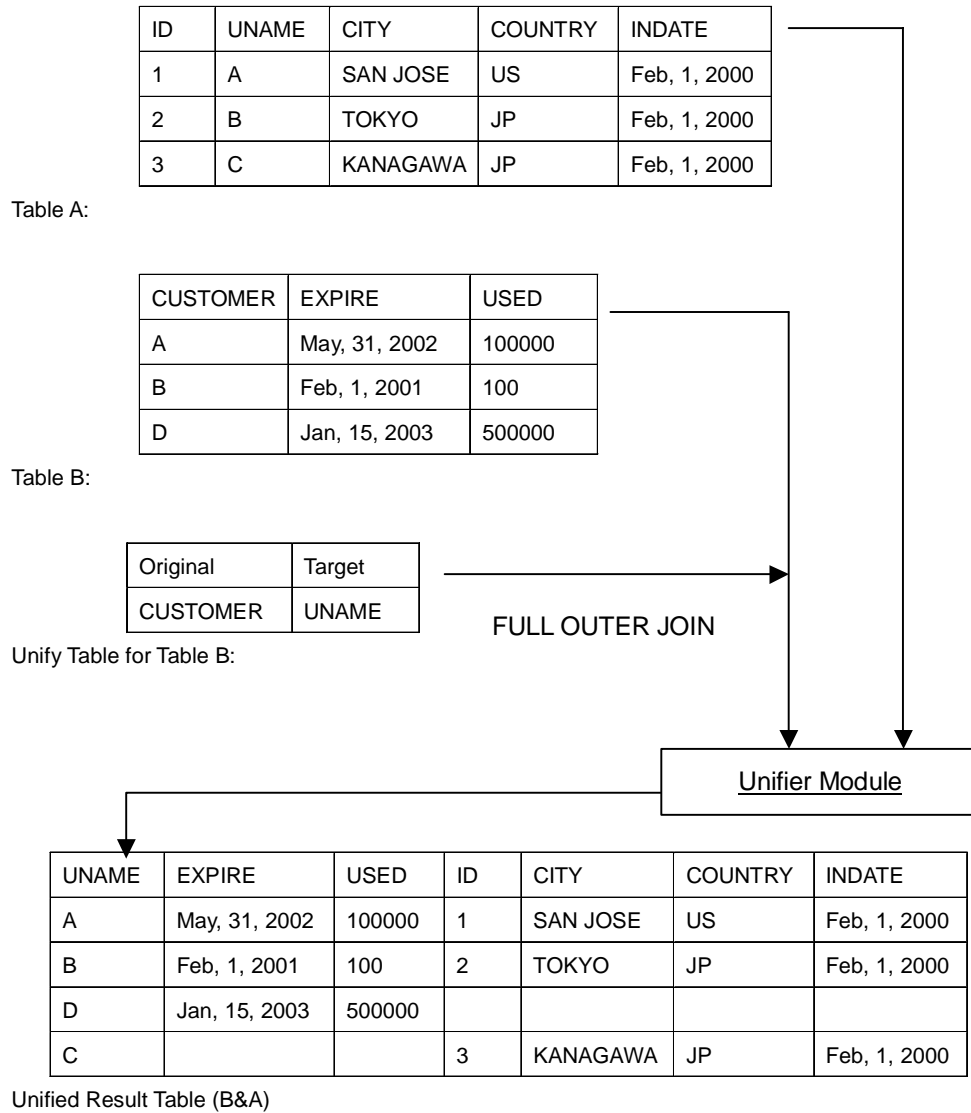 ID UNAME CITY COUNTRY INDATE
1 A SAN JOSE US Feb, 1, 2000
2 B TOKYO JP Feb, 1, 2000
3 C KANAGAWA JP Feb, 1, 2000
Table A:
CUSTOMER EXPIRE USED
A May, 31, 2002 100000
B Feb, 1, 2001 100
D Jan, 15, 2003 500000
Table B:
Original Target
CUSTOMER UNAME
FULL OUTER JOIN
Unify Table for Table B:
Unifier Module
UNAME EXPIRE USED ID CITY COUNTRY INDATE
A May, 31, 2002 100000 1 SAN JOSE US Feb, 1, 2000
B Feb, 1, 2001 100 2 TOKYO JP Feb, 1, 2000
D Jan, 15, 2003 500000
C 3 KANAGAWA JP Feb, 1, 2000
Unified Result Table (B&A)